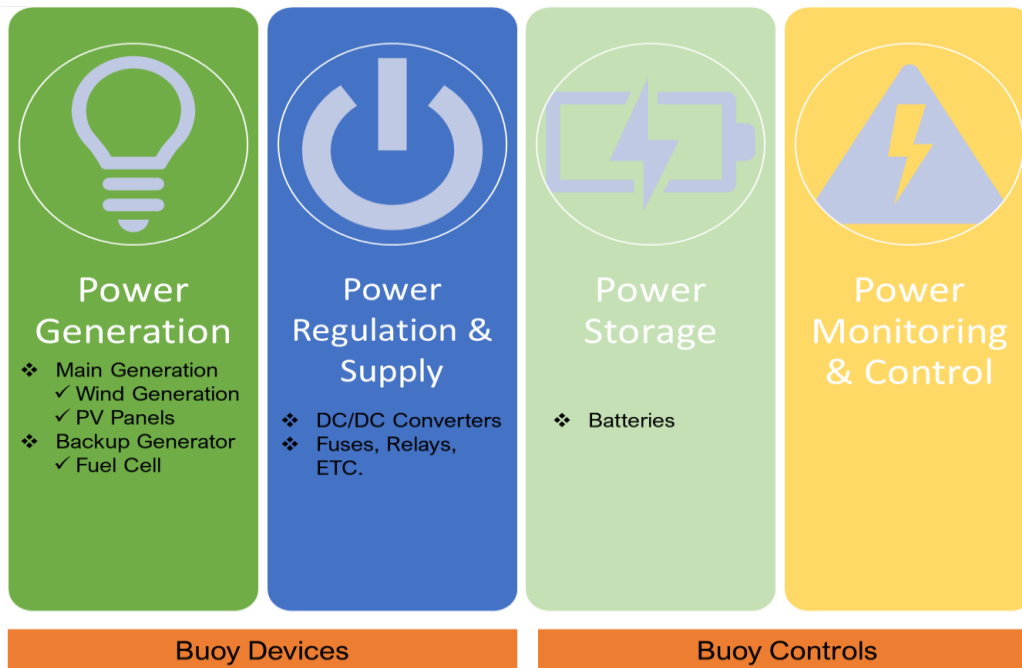 Power
Generation
❖ Main Generation
✓ Wind Generation
✓ PV Panels
❖ Backup Generator
✓ Fuel Cell
Power
Regulation &
Supply
❖ DC/DC Converters
❖ Fuses, Relays,
ETC.
Power
Storage
❖ Batteries
Power
Monitoring
& Control
Buoy Devices
Buoy Controls